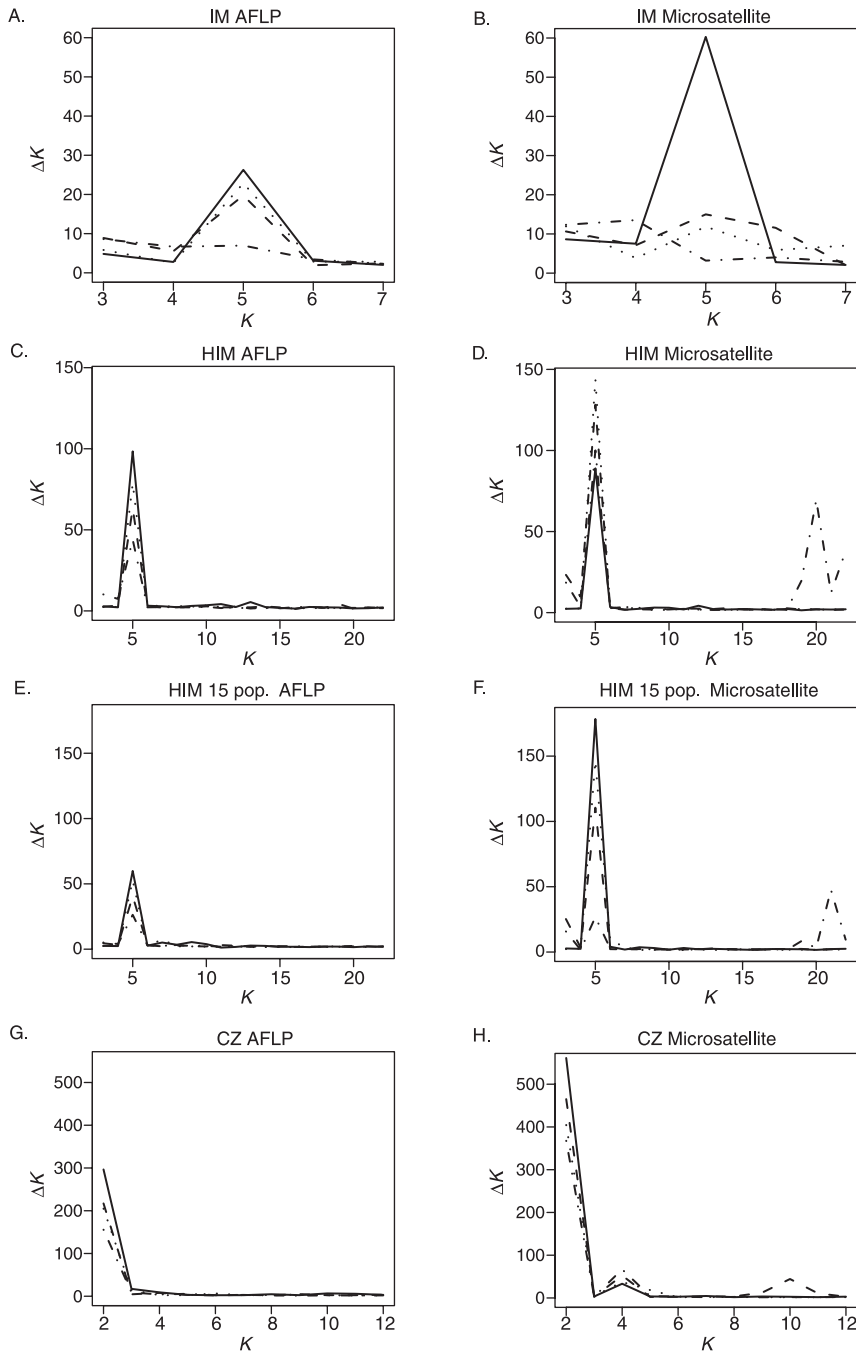 A. IM AFLP
60
50
40
30
20
10
0
ΔK
3 4 5 6 7
K
B. IM Microsatellite
60
50
40
30
20
10
0
ΔK
3 4 5 6 7
K
C. HIM AFLP
150
100
50
0
ΔK
5 10 15 20
K
D. HIM Microsatellite
150
100
50
0
ΔK
5 10 15 20
K
E. HIM 15 pop. AFLP
150
100
50
0
ΔK
5 10 15 20
K
F. HIM 15 pop. Microsatellite
150
100
50
0
ΔK
5 10 15 20
K
G. CZ AFLP
500
400
300
200
100
0
ΔK
2 4 6 8 10 12
K
H. CZ Microsatellite
500
400
300
200
100
0
ΔK
2 4 6 8 10 12
K